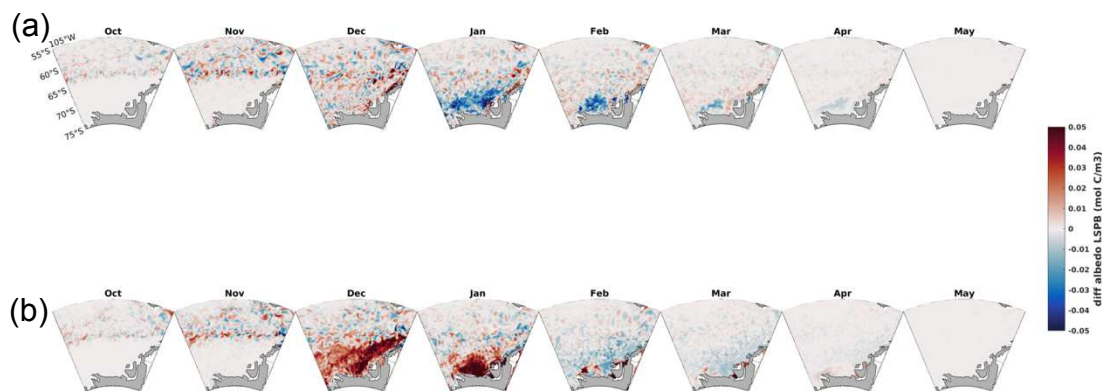 (a)
Oct Nov Dec Jan Feb Mar Apr May
105°W
55°S
60°S
65°S
70°S
75°S
0.05
0.04
0.03
0.02
0.01
0
-0.01
-0.02
-0.03
-0.04
-0.05
diff albedo LSPB (mol C/m3)
(b)
Oct Nov Dec Jan Feb Mar Apr May